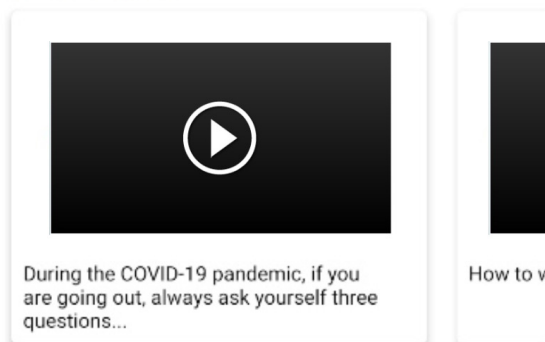 During the COVID-19 pandemic, if you
are going out, always ask yourself three
questions...
How to